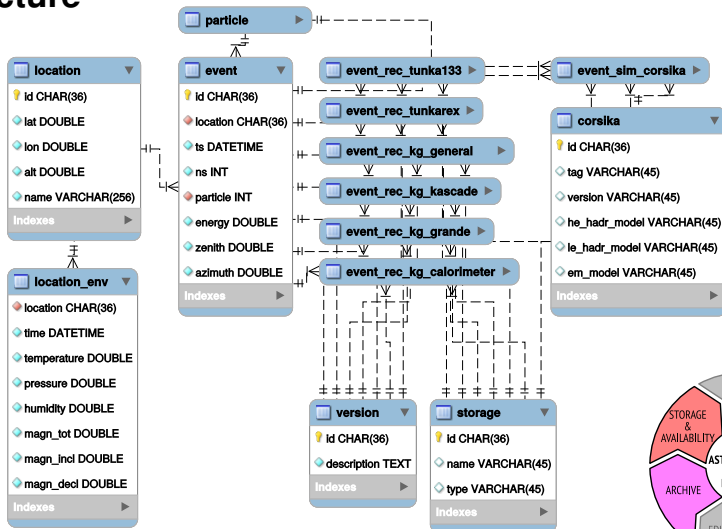 cture
particle
location
id CHAR(36)
lat DOUBLE
lon DOUBLE
alt DOUBLE
name VARCHAR(256)
Indexes
event
id CHAR(36)
location CHAR(36)
ts DATETIME
ns INT
particle INT
energy DOUBLE
zenith DOUBLE
azimuth DOUBLE
Indexes
event_rec_tunka133
event_rec_tunkarex
event_rec_kg_general
event_rec_kg_kascade
event_rec_kg_grande
event_rec_kg_calorimeter
event_sim_corsika
corsika
id CHAR(36)
tag VARCHAR(45)
version VARCHAR(45)
he_hadr_model VARCHAR(45)
le_hadr_model VARCHAR(45)
em_model VARCHAR(45)
Indexes
location_env
location CHAR(36)
time DATETIME
temperature DOUBLE
pressure DOUBLE
humidity DOUBLE
magn_tot DOUBLE
magn_incl DOUBLE
magn_decl DOUBLE
Indexes
version
id CHAR(36)
description TEXT
Indexes
storage
id CHAR(36)
name VARCHAR(45)
type VARCHAR(45)
Indexes
STORAGE
&
AVAILABILITY
AST
ARCHIVE